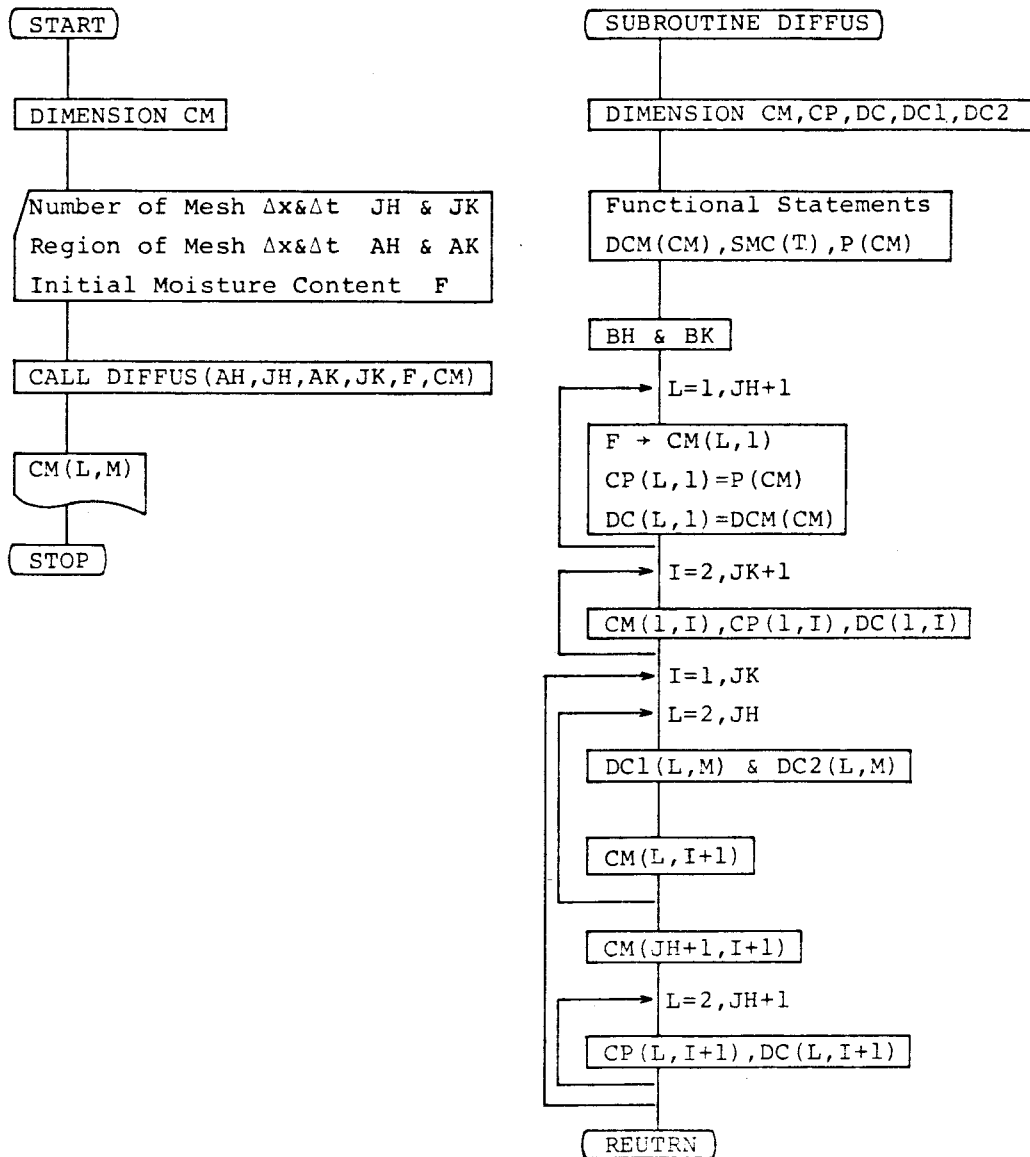 START
DIMENSION CM
Number of Mesh Δx&Δt JH & JK
Region of Mesh Δx&Δt AH & AK
Initial Moisture Content F
CALL DIFFUS(AH,JH,AK,JK,F,CM)
CM(L,M)
STOP
SUBROUTINE DIFFUS
DIMENSION CM,CP,DC,DC1,DC2
Functional Statements
DCM(CM),SMC(T),P(CM)
BH & BK
L=1,JH+1
F → CM(L,1)
CP(L,1)=P(CM)
DC(L,1)=DCM(CM)
I=2,JK+1
CM(1,I),CP(1,I),DC(1,I)
I=1,JK
L=2,JH
DC1(L,M) & DC2(L,M)
CM(L,I+1)
CM(JH+1,I+1)
L=2,JH+1
CP(L,I+1),DC(L,I+1)
REUTRN